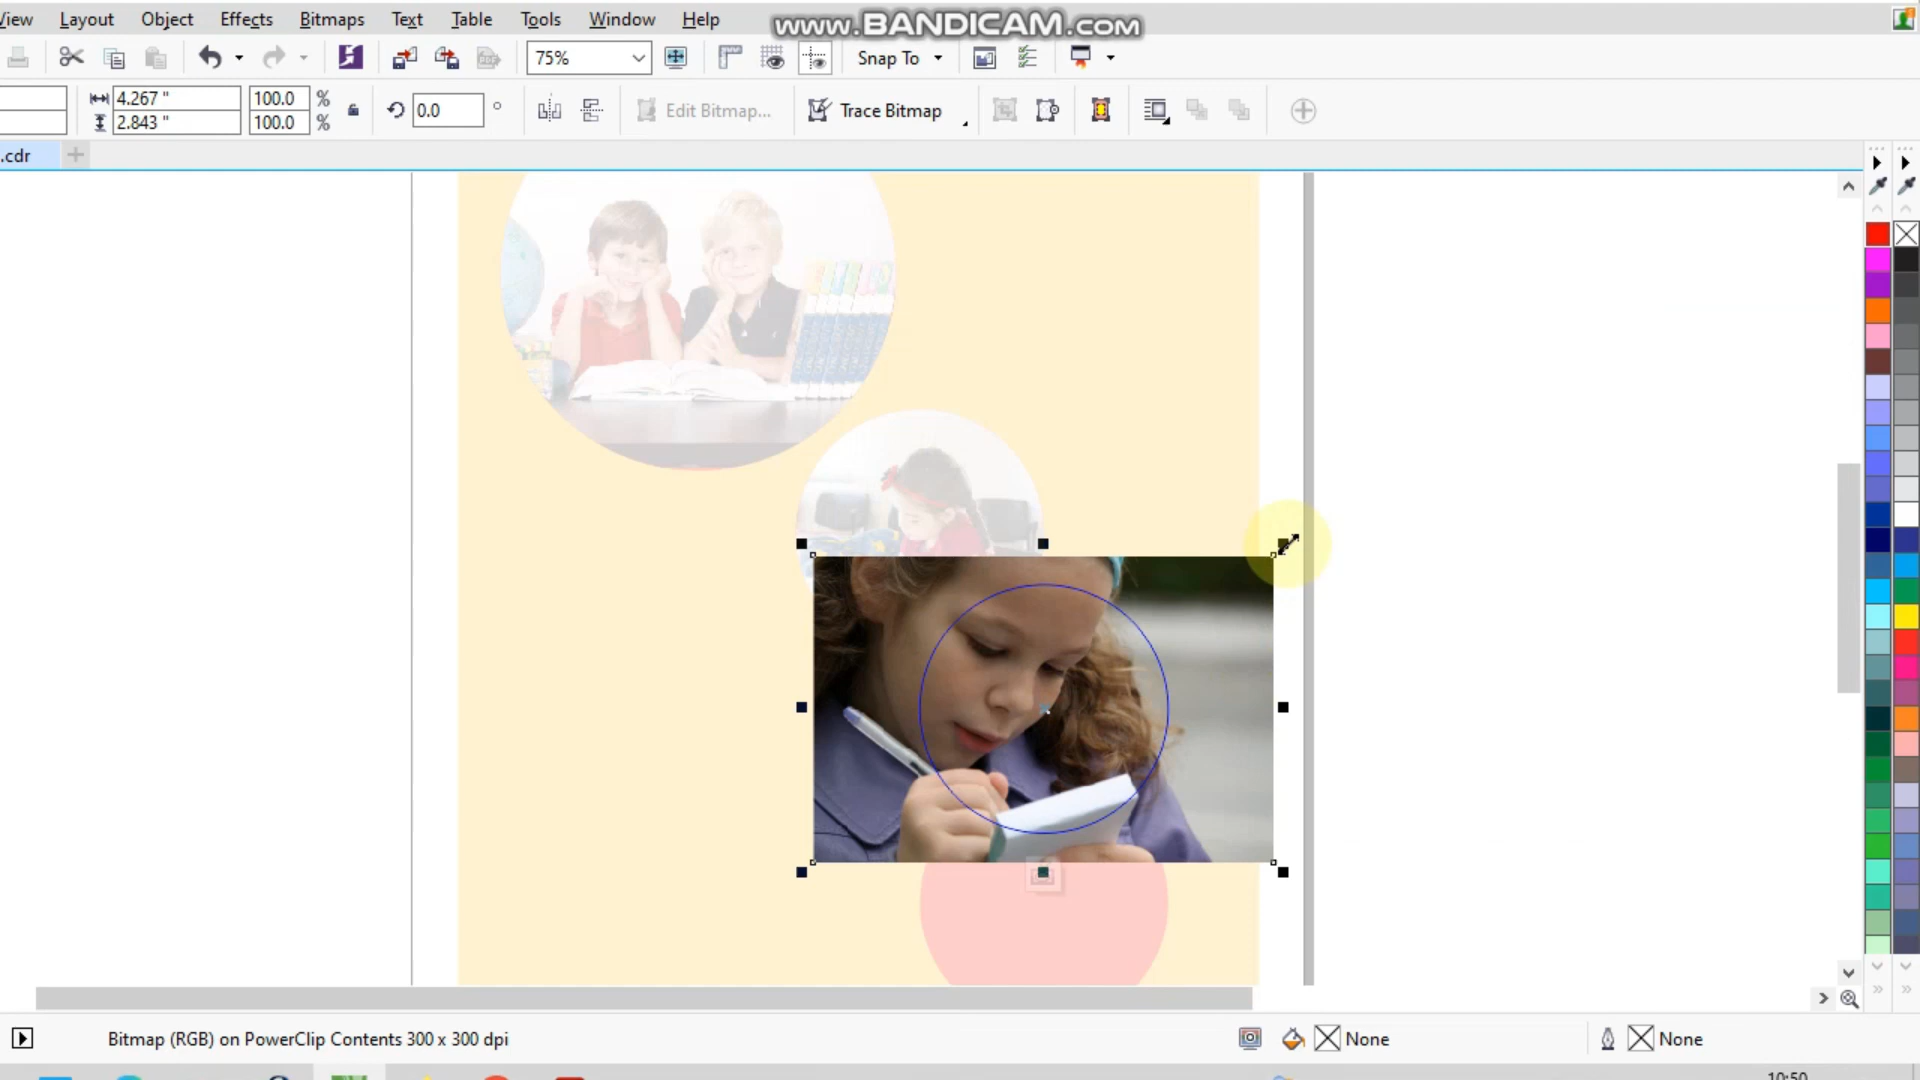 View Layout Object Effects Bitmaps Text Table Tools Window Help
www.BANDICAM.com
75% Snap To
4.267 " 100.0 % 0.0 ° Edit Bitmap... Trace Bitmap
2.843 " 100.0 %
.cdr
Bitmap (RGB) on PowerClip Contents 300 x 300 dpi None None
10:50